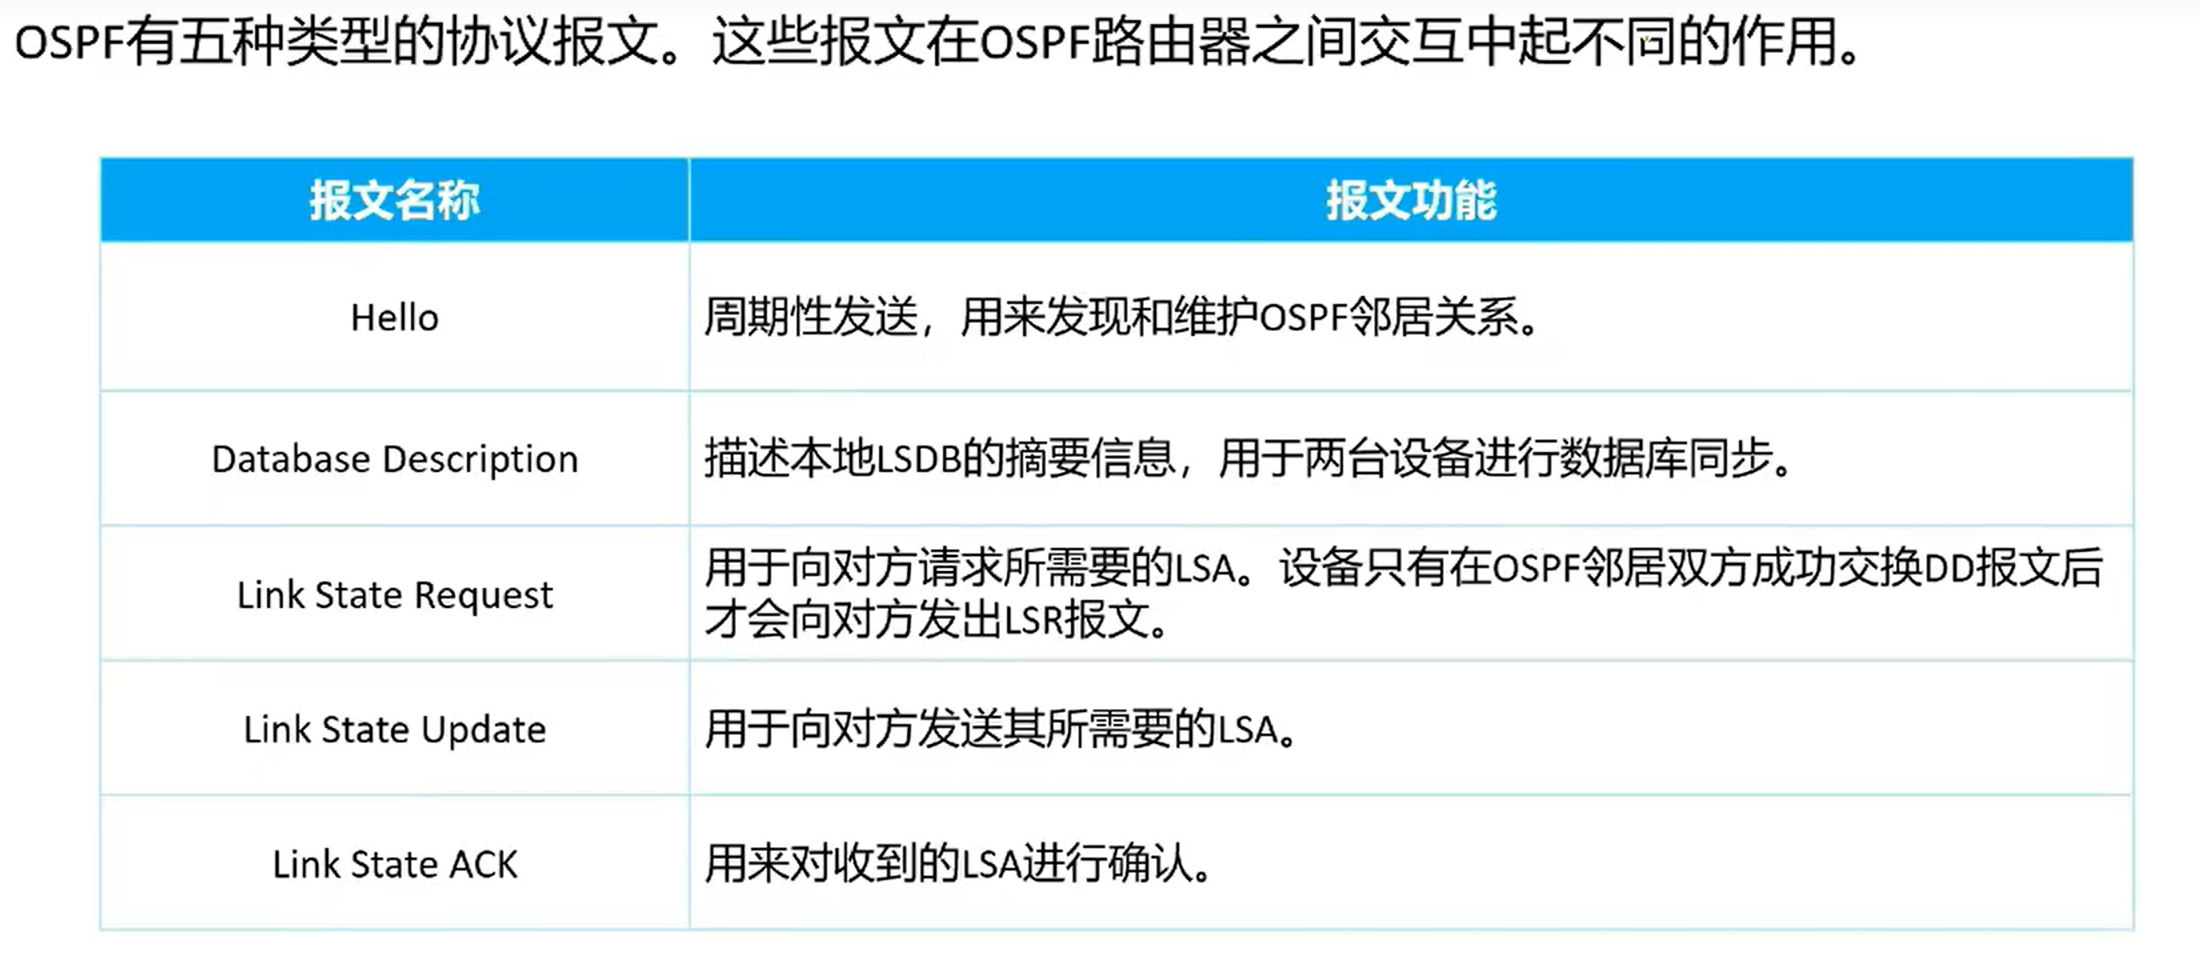 OSPF有五种类型的协议报文。这些报文在OSPF路由器之间交互中起不同的作用。
报文名称
报文功能
Hello
周期性发送，用来发现和维护OSPF邻居关系。
Database Description
描述本地LSDB的摘要信息，用于两台设备进行数据库同步。
Link State Request
用于向对方请求所需要的LSA。设备只有在OSPF邻居双方成功交换DD报文后
才会向对方发出LSR报文。
Link State Update
用于向对方发送其所需要的LSA。
Link State ACK
用来对收到的LSA进行确认。